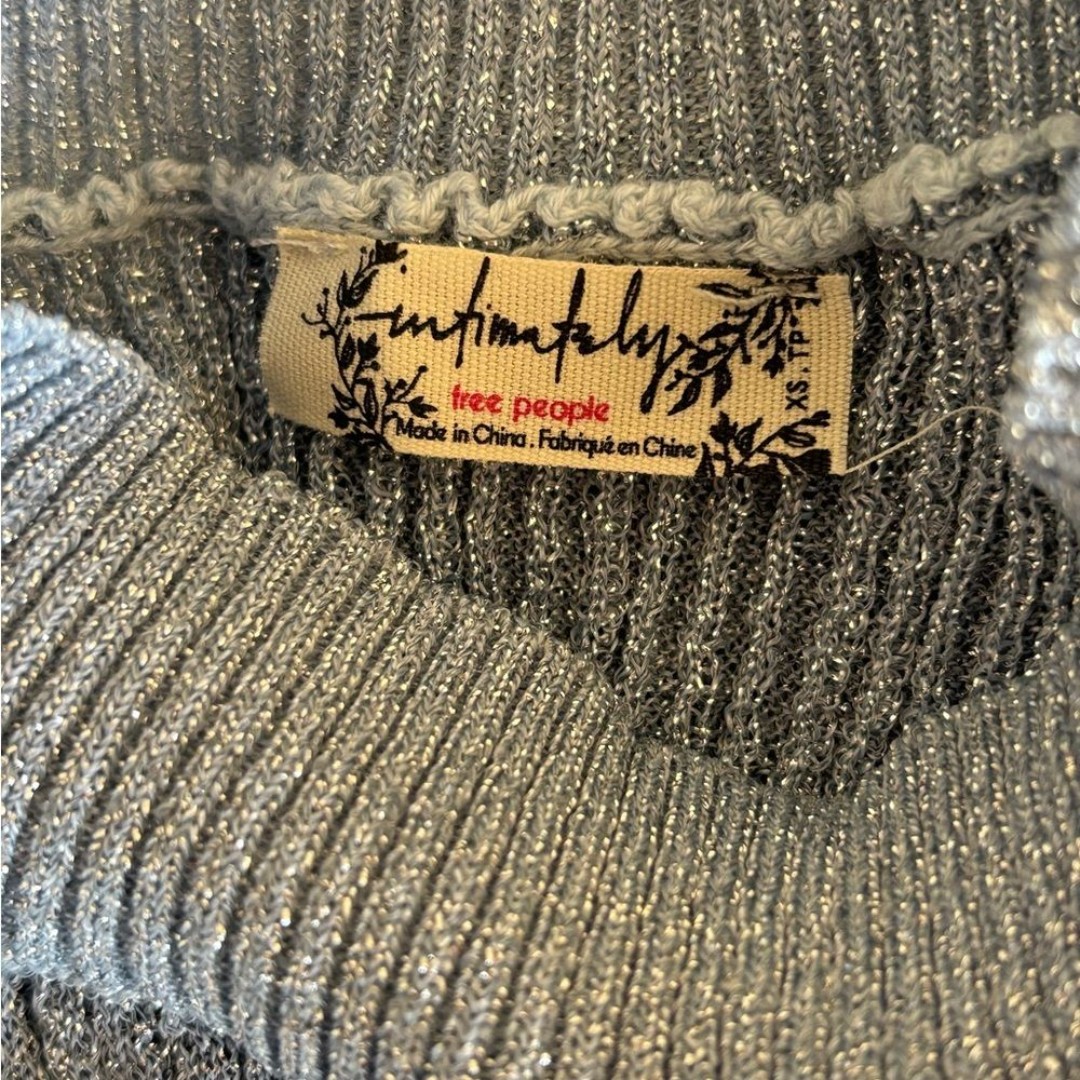 intimately
free people
Made in China . Fabriqué en Chine
XS . TP